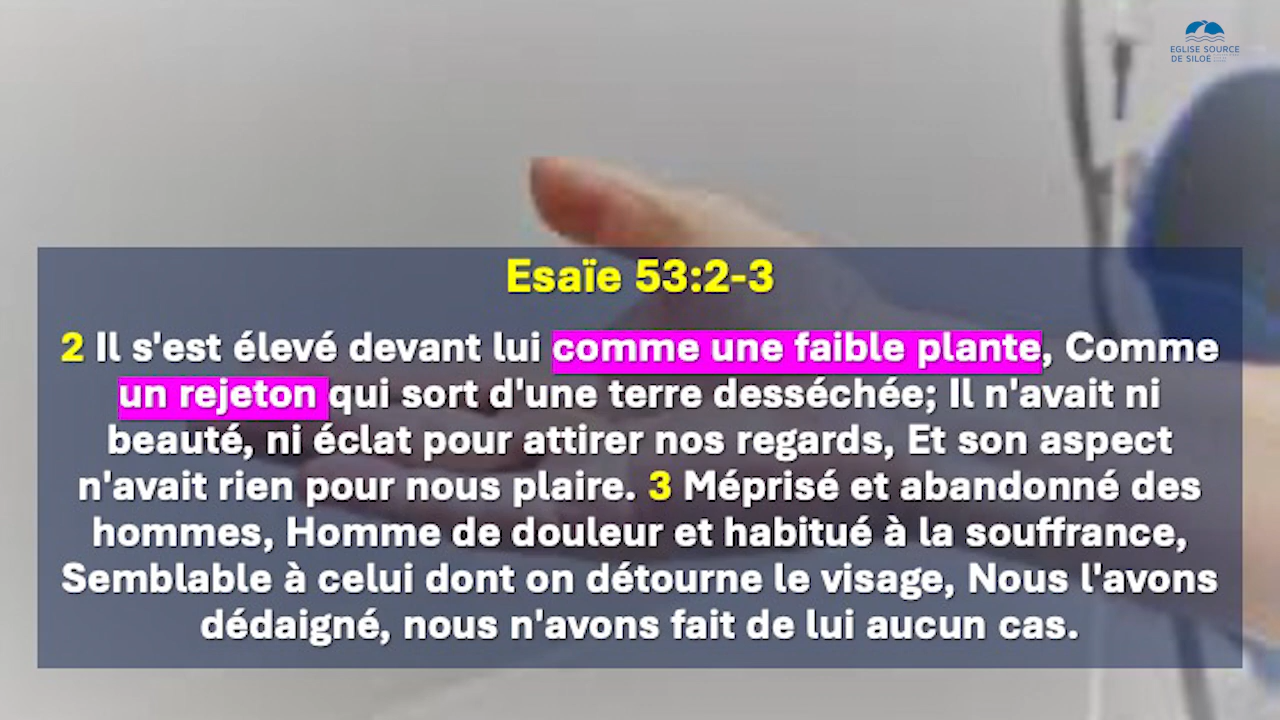 EGLISE SOURCE
DE SILOÉ
Esaïe 53:2-3
2 Il s'est élevé devant lui comme une faible plante, Comme
un rejeton qui sort d'une terre desséchée; Il n'avait ni
beauté, ni éclat pour attirer nos regards, Et son aspect
n'avait rien pour nous plaire. 3 Méprisé et abandonné des
hommes, Homme de douleur et habitué à la souffrance,
Semblable à celui dont on détourne le visage, Nous l'avons
dédaigné, nous n'avons fait de lui aucun cas.